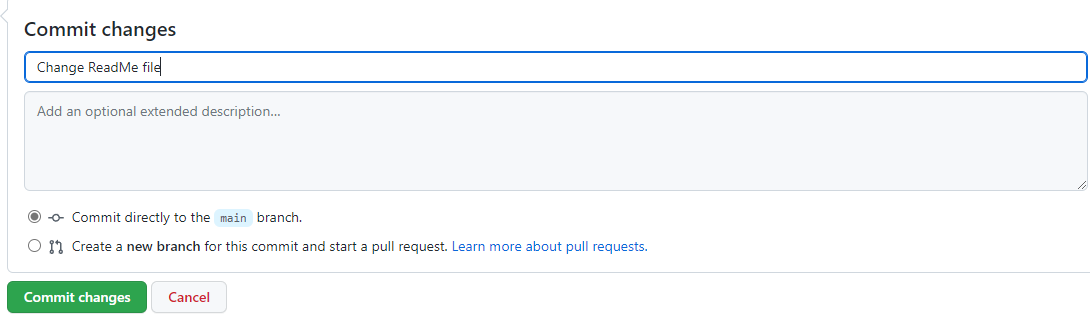 Commit changes
Change ReadMe file
Add an optional extended description...
Commit directly to the main branch.
Create a new branch for this commit and start a pull request. Learn more about pull requests.
Commit changes Cancel